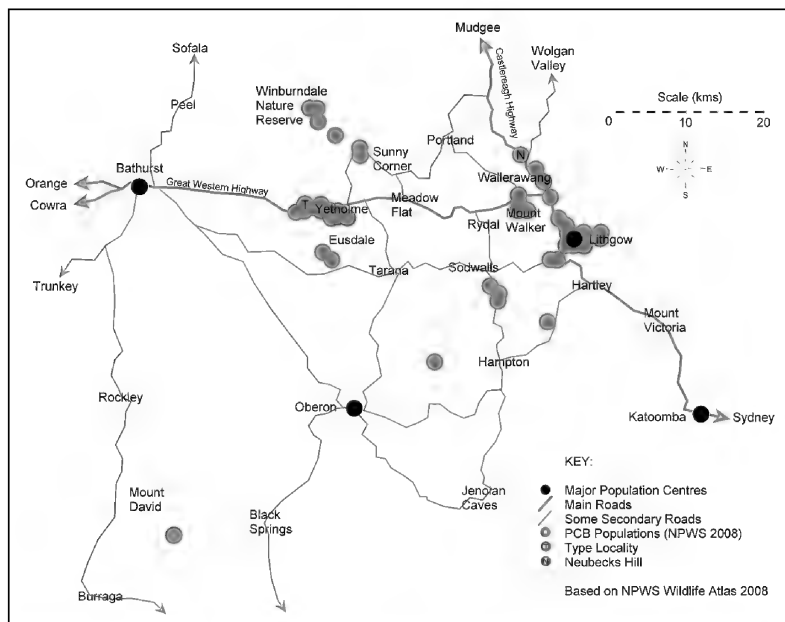 Mudgee
Sofala
Wolgan
Valley
Castlereagh Highway
Winburndale
Nature
Reserve
Scale (kms)
0 10 20
Peel
Portland
Sunny
Corner
N
W E
S
Bathurst
Wallerawang
Orange
Great Western Highway
Cowra
T Yetholme
Meadow
Flat
Mount
Walker
Rydal
Lithgow
Eusdale
Tarana
Sodwalls
Trunkey
Hartley
Mount
Victoria
Hampton
Rockley
Oberon
Katoomba
Sydney
KEY:
Major Population Centres
Main Roads
Some Secondary Roads
PCB Populations (NPWS 2008)
T Type Locality
N Neubecks Hill
Mount
David
Black
Springs
Jenolan
Caves
Burraga
Based on NPWS Wildlife Atlas 2008